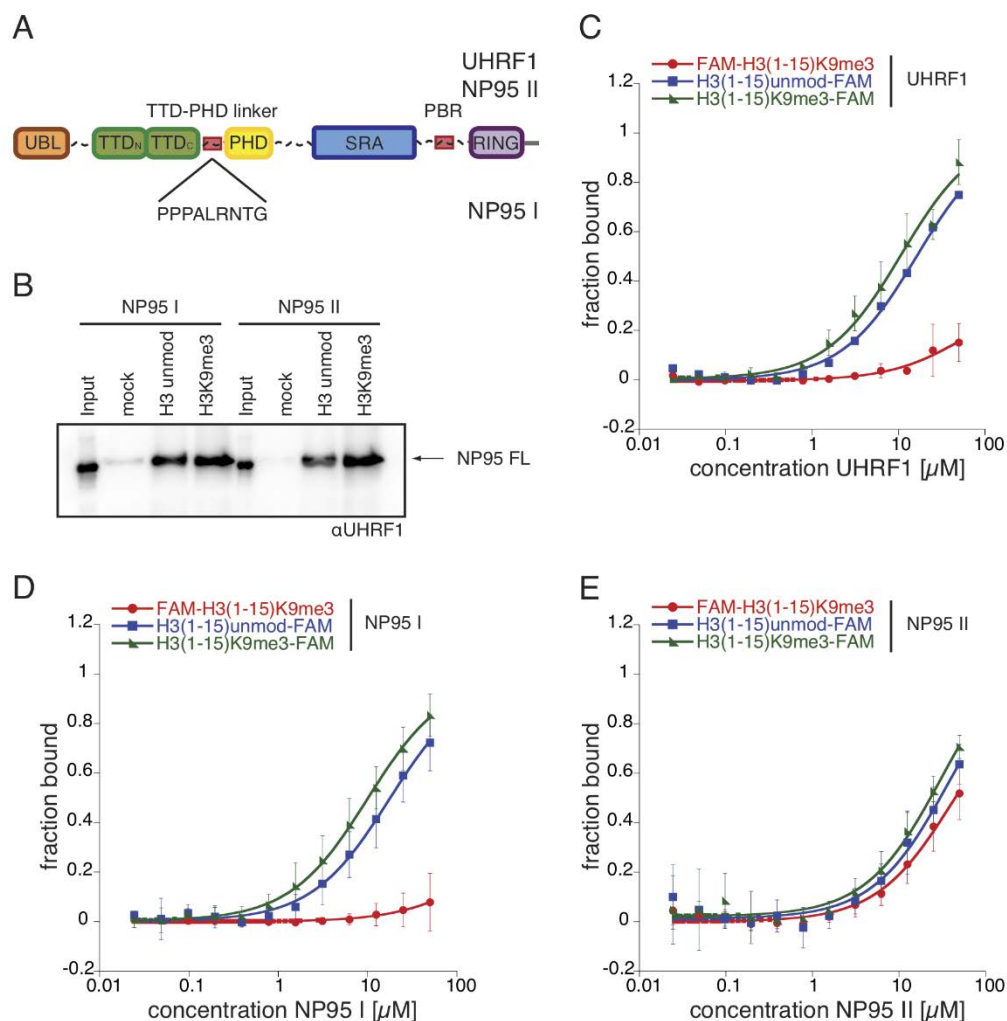 A
UHRF1
NP95 II
TTD-PHD linker
PBR
UBL
TTDN
TTDC
PHD
SRA
RING
PPPALRNTG
NP95 I
B
NP95 I
NP95 II
Input
mock
H3 unmod
H3K9me3
Input
mock
H3 unmod
H3K9me3
NP95 FL
αUHRF1
C
FAM-H3(1-15)K9me3
H3(1-15)unmod-FAM
H3(1-15)K9me3-FAM
UHRF1
1.2
1
0.8
0.6
0.4
0.2
0
-0.2
fraction bound
0.01
0.1
1
10
100
concentration UHRF1 [µM]
D
FAM-H3(1-15)K9me3
H3(1-15)unmod-FAM
H3(1-15)K9me3-FAM
NP95 I
1.2
1
0.8
0.6
0.4
0.2
0
-0.2
fraction bound
0.01
0.1
1
10
100
concentration NP95 I [µM]
E
FAM-H3(1-15)K9me3
H3(1-15)unmod-FAM
H3(1-15)K9me3-FAM
NP95 II
1.2
1
0.8
0.6
0.4
0.2
0
-0.2
fraction bound
0.01
0.1
1
10
100
concentration NP95 II [µM]